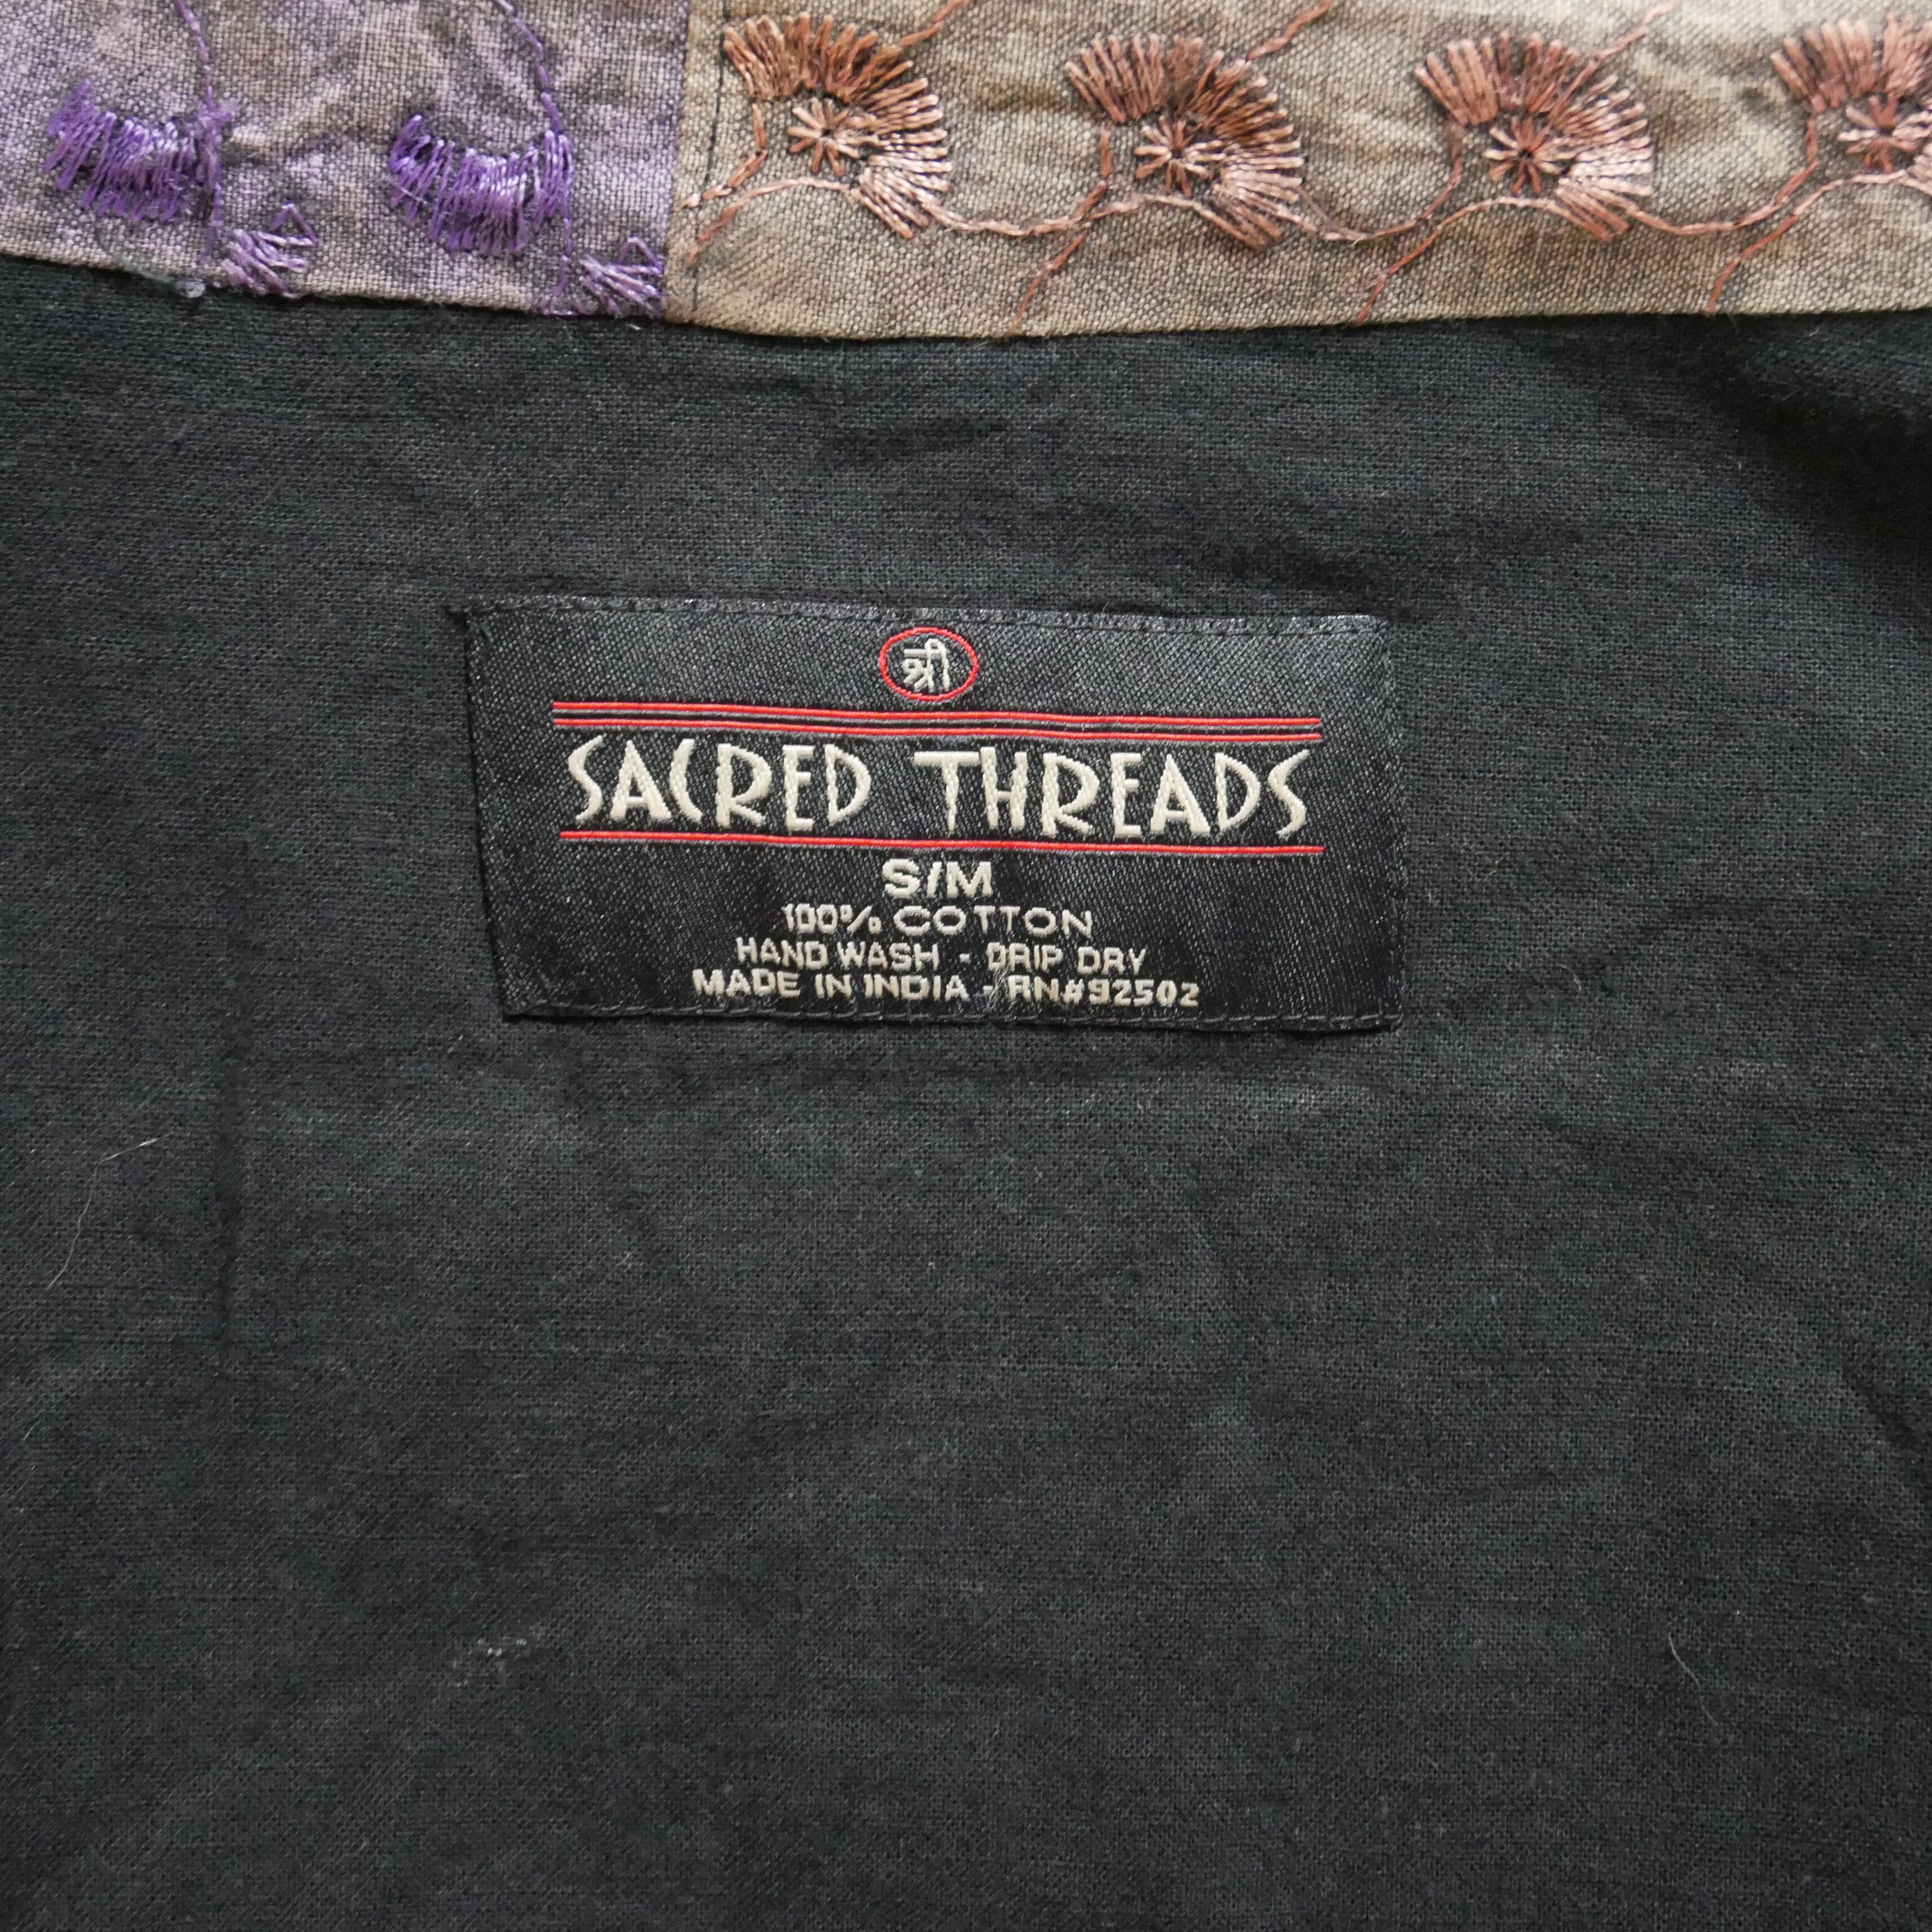 श्री
SACRED THREADS
S/M
100% COTTON
HAND WASH - DRIP DRY
MADE IN INDIA - RN#92502